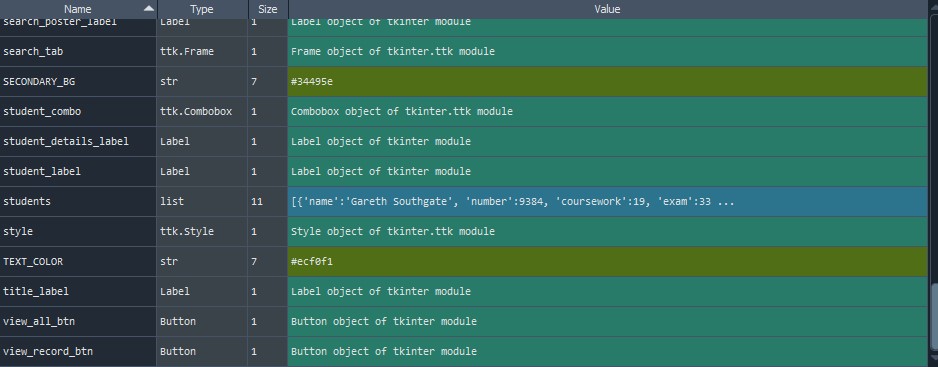 Name Type Size Value
search_poster_label Label 1 Label object of tkinter module
search_tab ttk.Frame 1 Frame object of tkinter.ttk module
SECONDARY_BG str 7 #34495e
student_combo ttk.Combobox 1 Combobox object of tkinter.ttk module
student_details_label Label 1 Label object of tkinter module
student_label Label 1 Label object of tkinter module
students list 11 [{'name':'Gareth Southgate', 'number':9384, 'coursework':19, 'exam':33 ...
style ttk.Style 1 Style object of tkinter.ttk module
TEXT_COLOR str 7 #ecf0f1
title_label Label 1 Label object of tkinter module
view_all_btn Button 1 Button object of tkinter module
view_record_btn Button 1 Button object of tkinter module